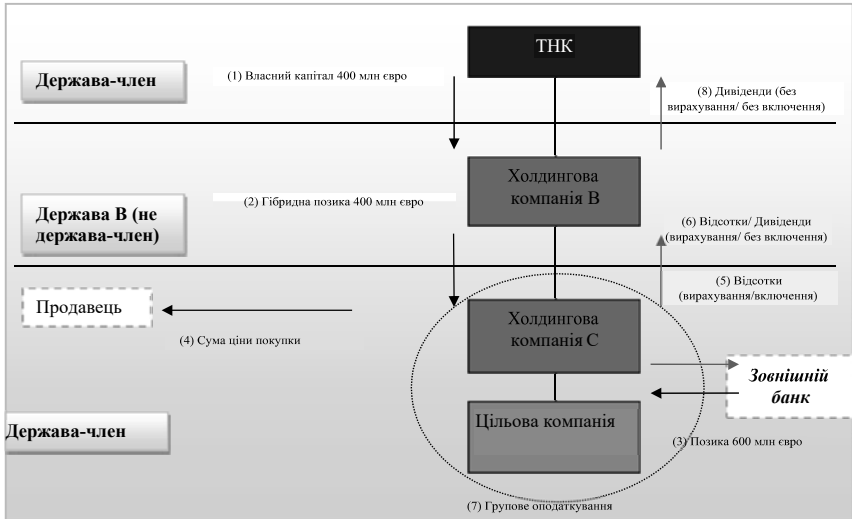 ТНК
Держава-член
(1) Власний капітал 400 млн євро
(8) Дивіденди (без
вирахування/ без включення)
Холдингова
компанія B
(2) Гібридна позика 400 млн євро
Держава B (не
держава-член)
(6) Відсотки/ Дивіденди
(вирахування/ без включення)
(5) Відсотки
(вирахування/включення)
Продавець
Холдингова
компанія C
(4) Сума ціни покупки
Зовнішній
банк
Цільова компанія
Держава-член
(3) Позика 600 млн євро
(7) Групове оподаткування